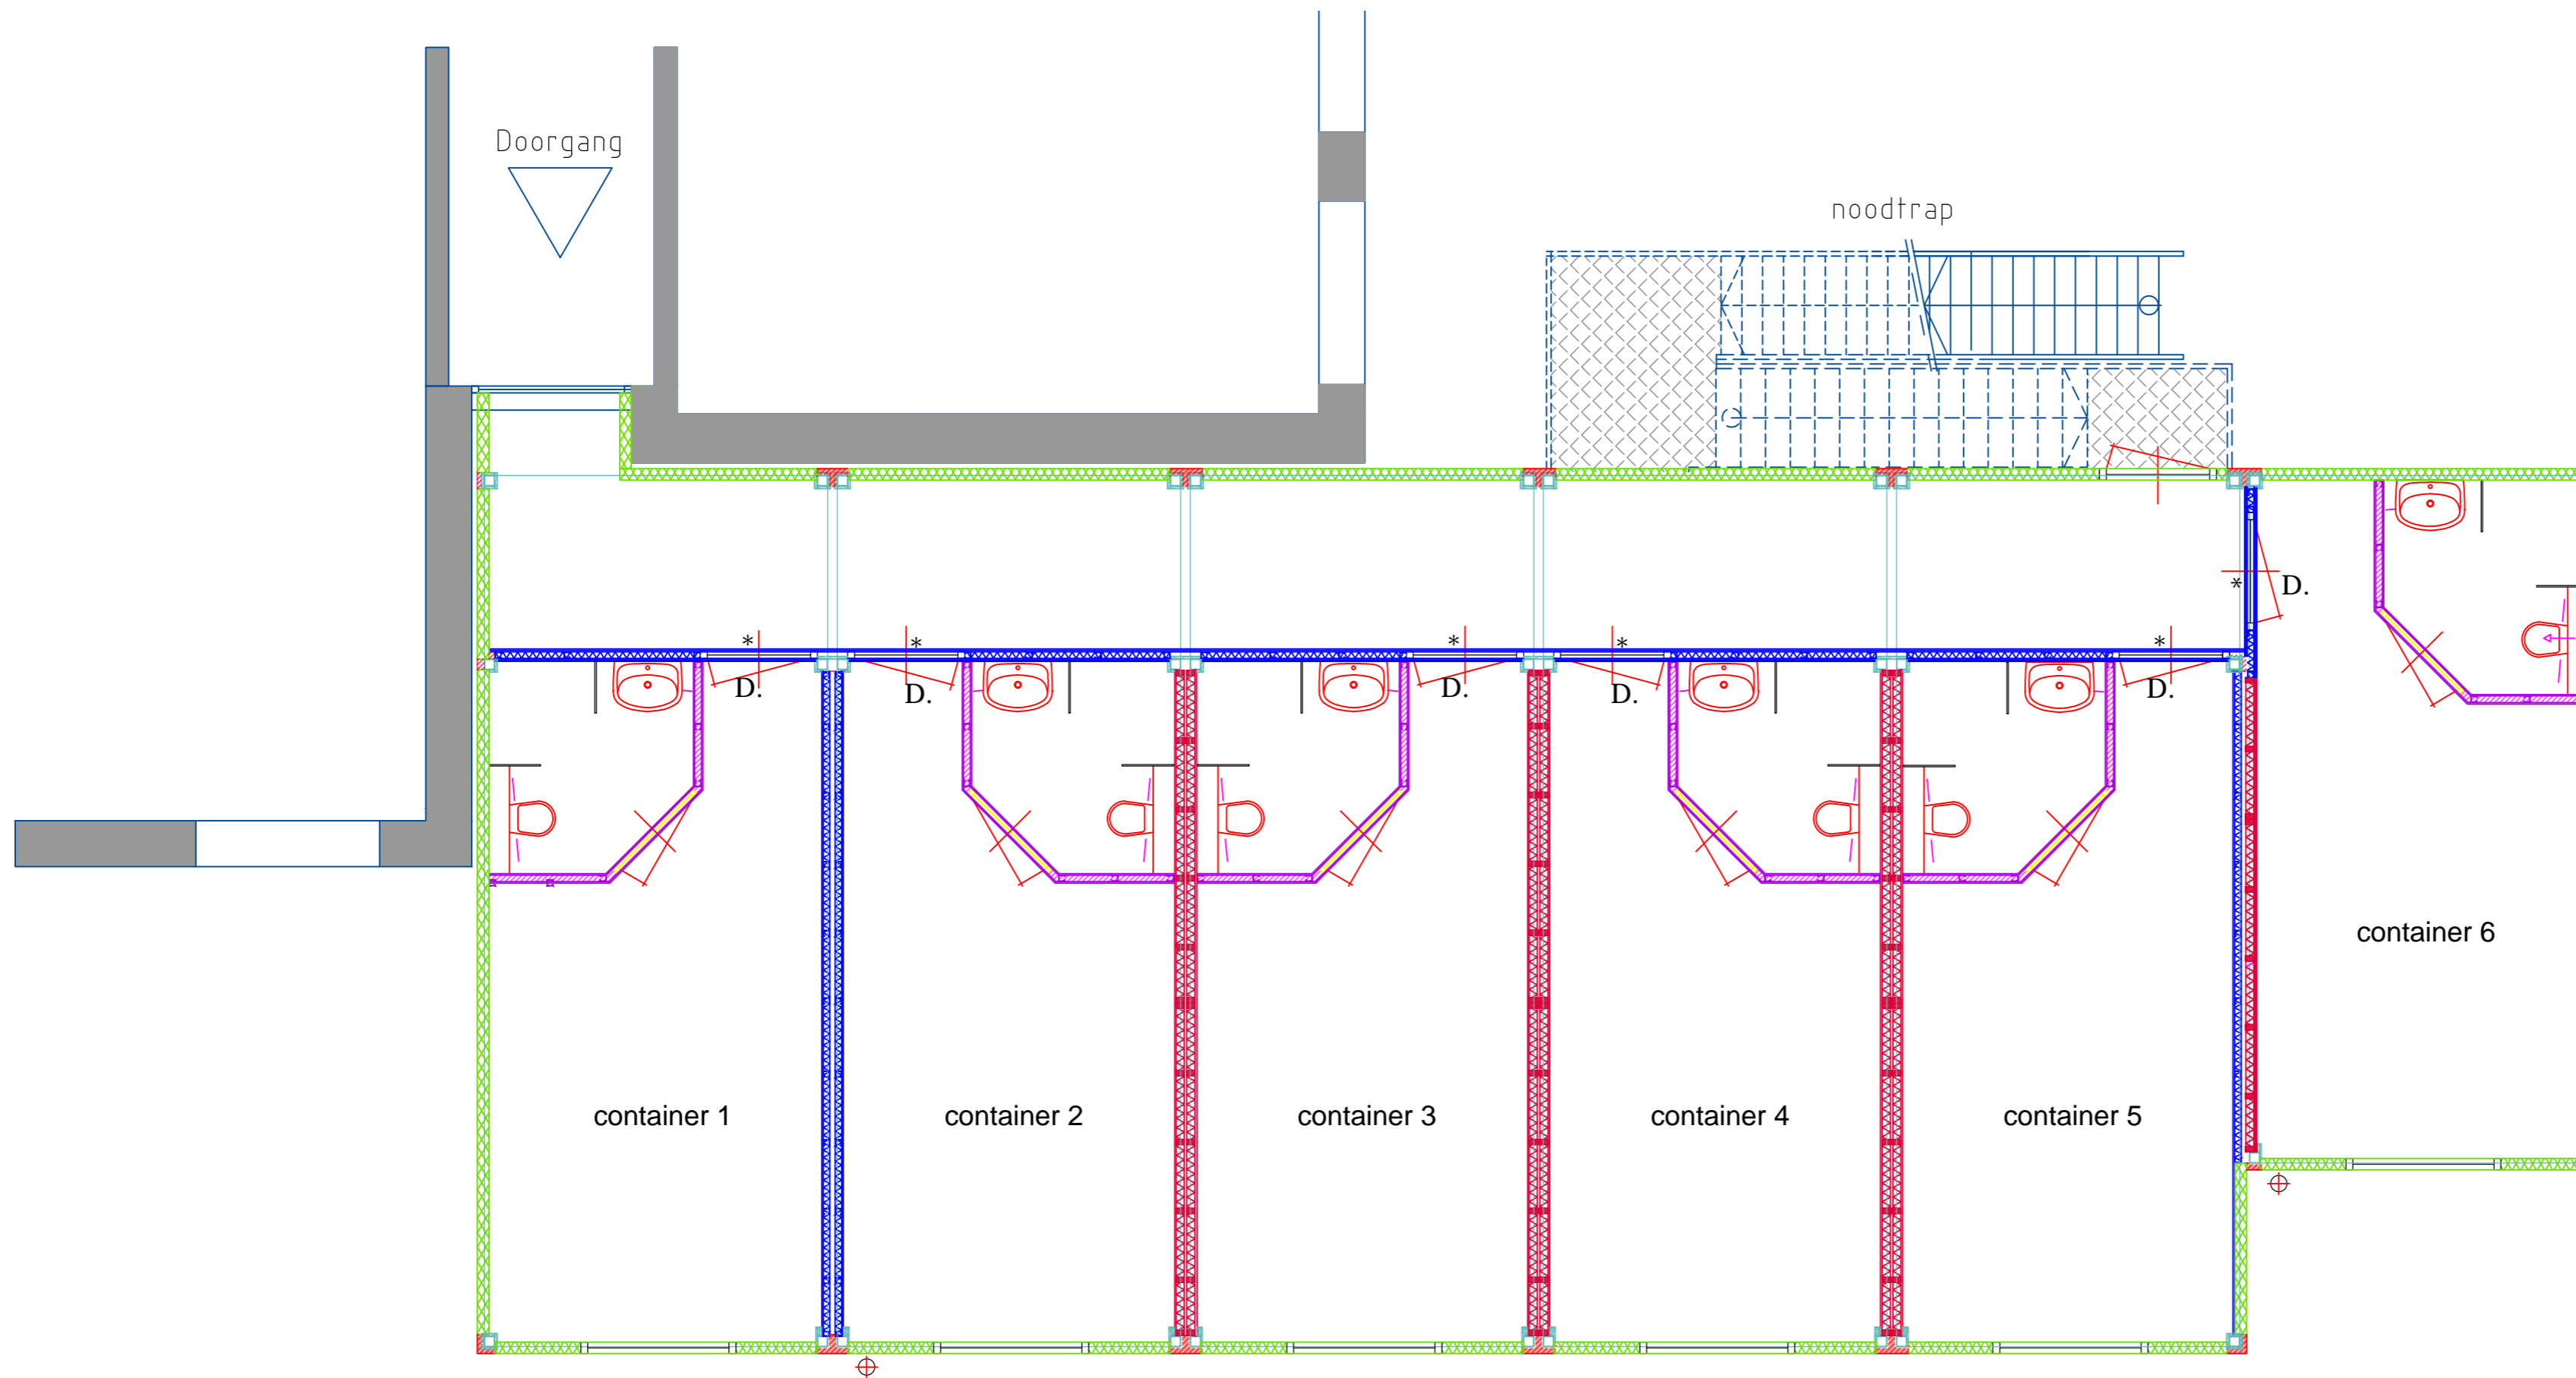 Doorgang
noodtrap
* D.
* * * * *
D. D. D. D. D.
container 6
container 1 container 2 container 3 container 4 container 5